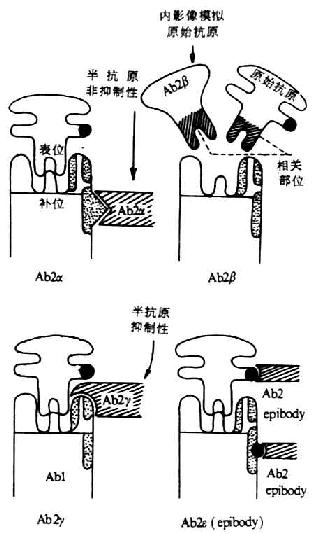 内影像模拟
原始抗原
半抗原
非抑制性
Ab2β
原始抗原
表位
相关
部位
补位
Ab2α
Ab2α
Ab2β
半抗原
抑制性
Ab2γ
Ab2
epibody
Ab1
Ab2
epibody
Ab2γ
Ab2ε (epibody)